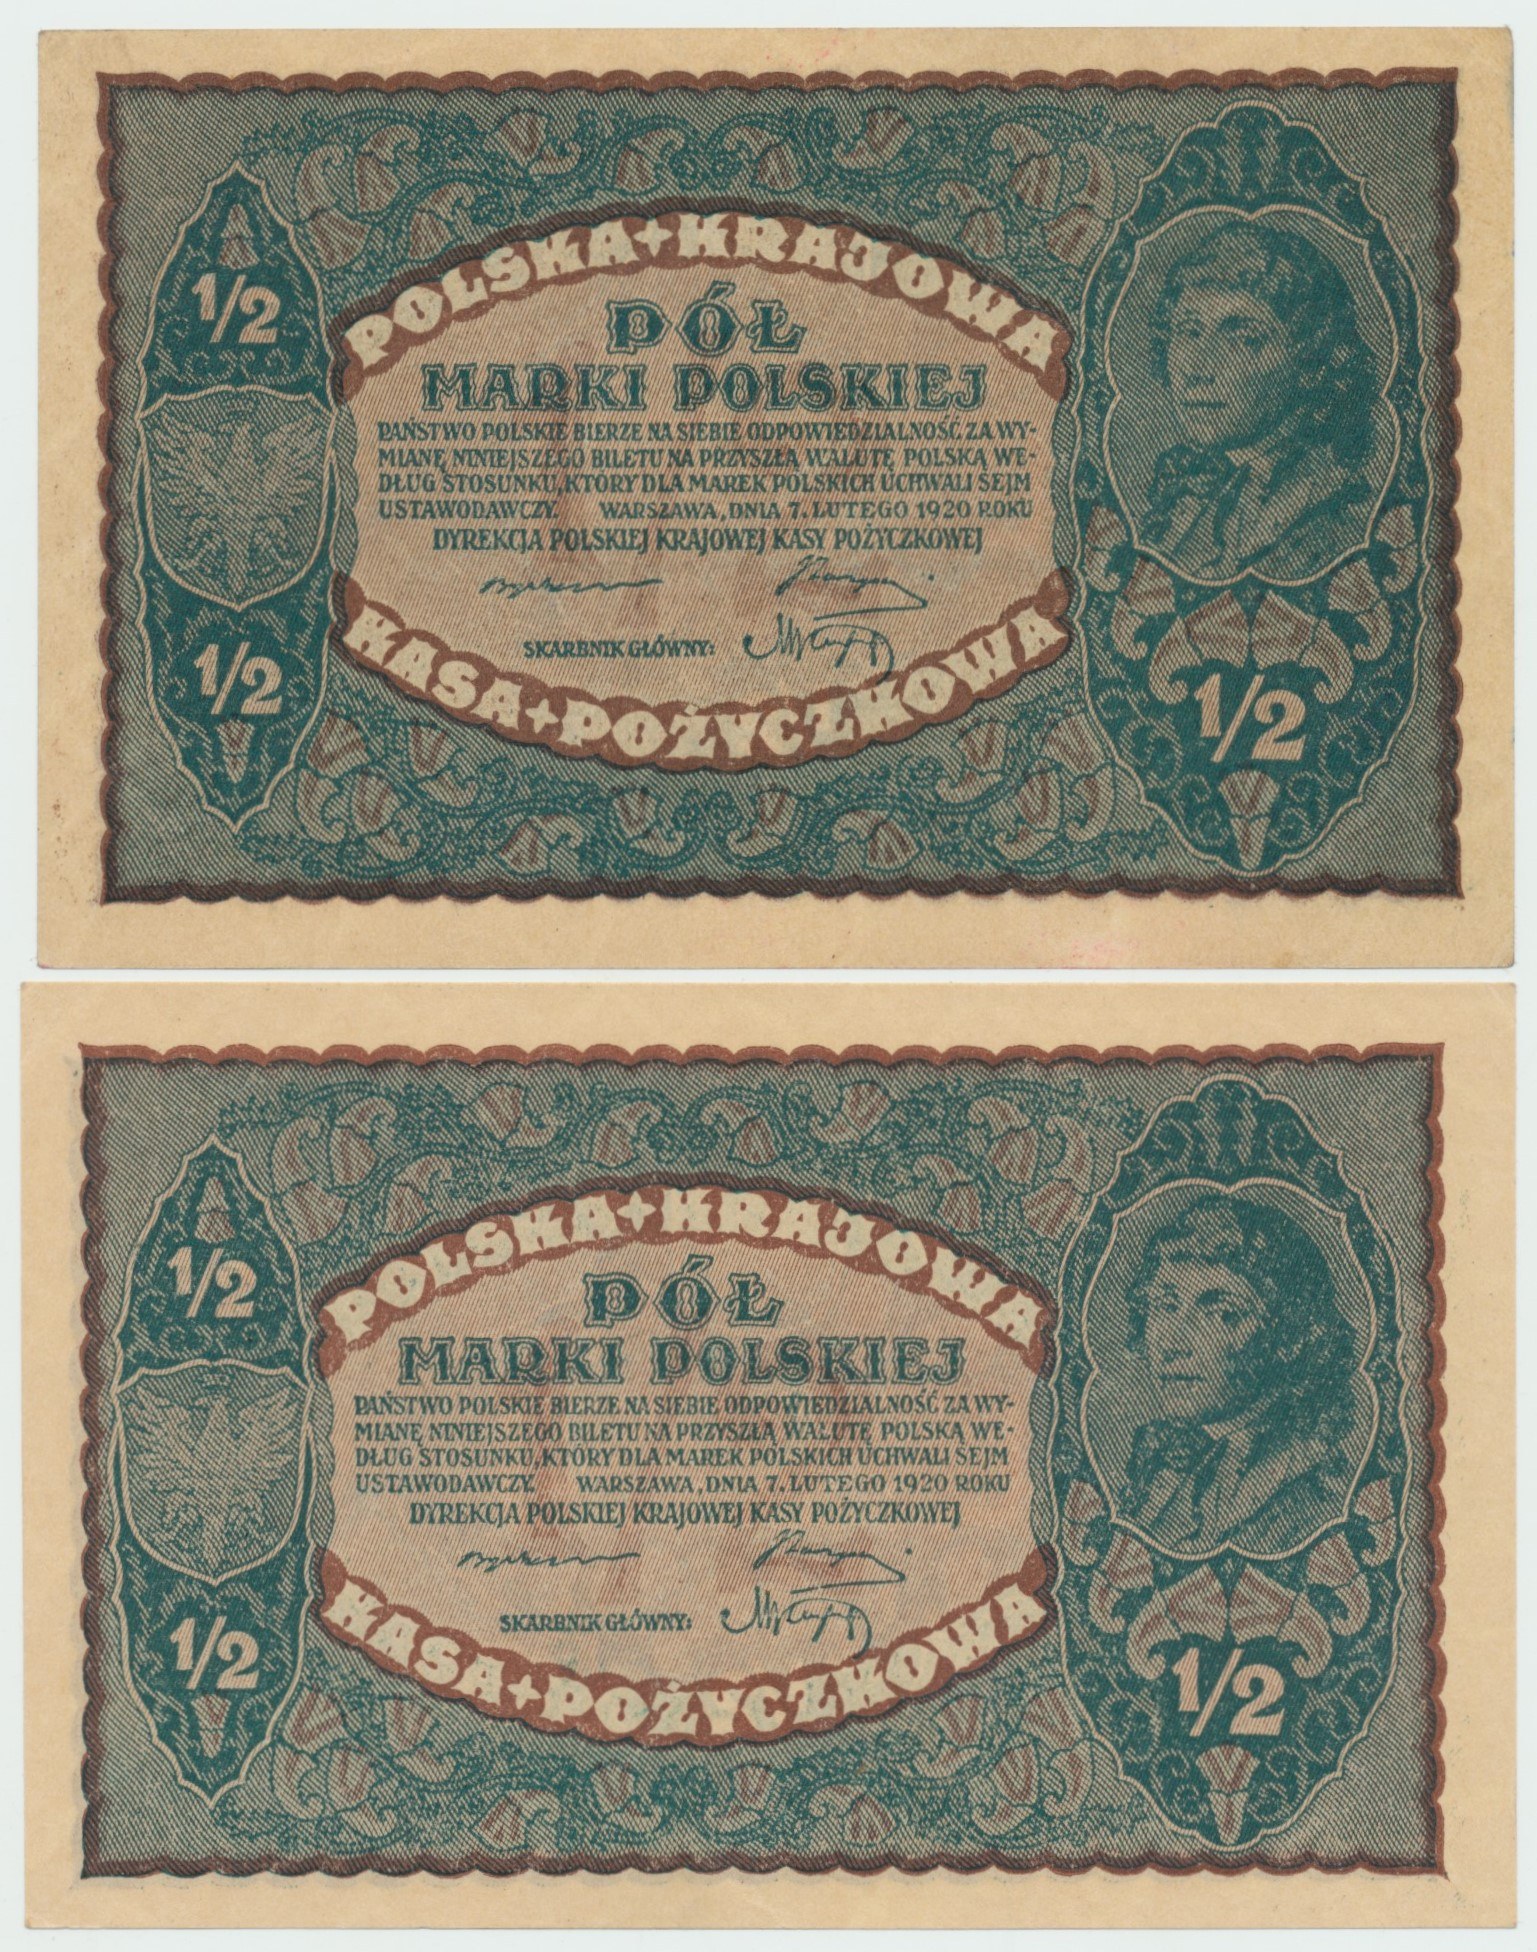 POLSKA + KRAJOWA
1/2
PÓŁ
MARKI POLSKIEJ
PAŃSTWO POLSKIE BIERZE NA SIEBIE ODPOWIEDZIALNOŚĆ ZA WY-
MIANĘ NINIEJSZEGO BILETU NA PRZYSZŁĄ WALUTĘ POLSKĄ WE-
DŁUG STOSUNKU, KTÓRY DLA MAREK POLSKICH UCHWALI SEJM
USTAWODAWCZY. WARSZAWA, DNIA 7. LUTEGO 1920 ROKU
DYREKCJA POLSKIEJ KRAJOWEJ KASY POŻYCZKOWEJ
SKARBNIK GŁÓWNY:
1/2
1/2
KASA + POŻYCZKOWA
POLSKA + KRAJOWA
1/2
PÓŁ
MARKI POLSKIEJ
PAŃSTWO POLSKIE BIERZE NA SIEBIE ODPOWIEDZIALNOŚĆ ZA WY-
MIANĘ NINIEJSZEGO BILETU NA PRZYSZŁĄ WALUTĘ POLSKĄ WE-
DŁUG STOSUNKU, KTÓRY DLA MAREK POLSKICH UCHWALI SEJM
USTAWODAWCZY. WARSZAWA, DNIA 7. LUTEGO 1920 ROKU
DYREKCJA POLSKIEJ KRAJOWEJ KASY POŻYCZKOWEJ
SKARBNIK GŁÓWNY:
1/2
1/2
KASA + POŻYCZKOWA